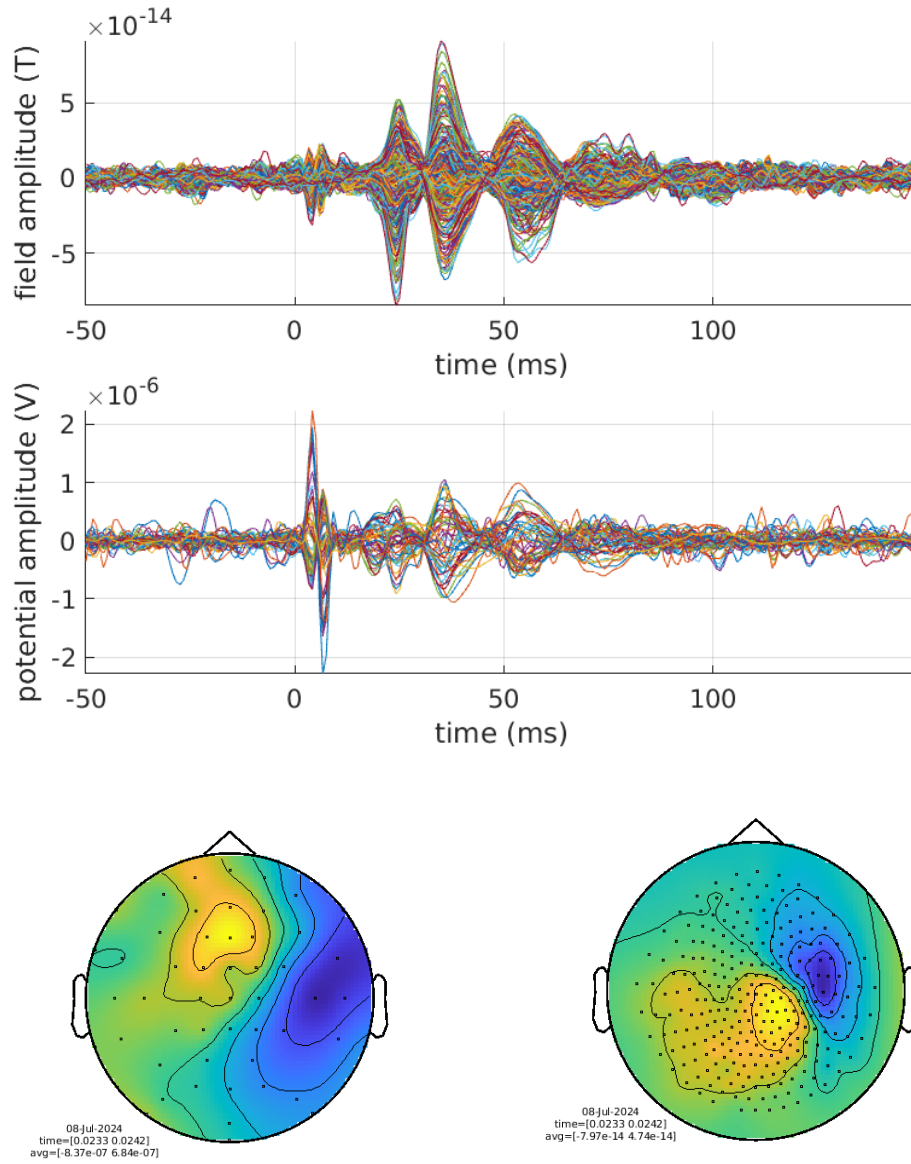 ×10-14
field amplitude (T)
5
0
-5
-50 0 50 100
time (ms)
×10-6
potential amplitude (V)
2
1
0
-1
-2
-50 0 50 100
time (ms)
08-Jul-2024
time=[0.0233 0.0242]
avg=[-8.37e-07 6.84e-07]
08-Jul-2024
time=[0.0233 0.0242]
avg=[-7.97e-14 4.74e-14]